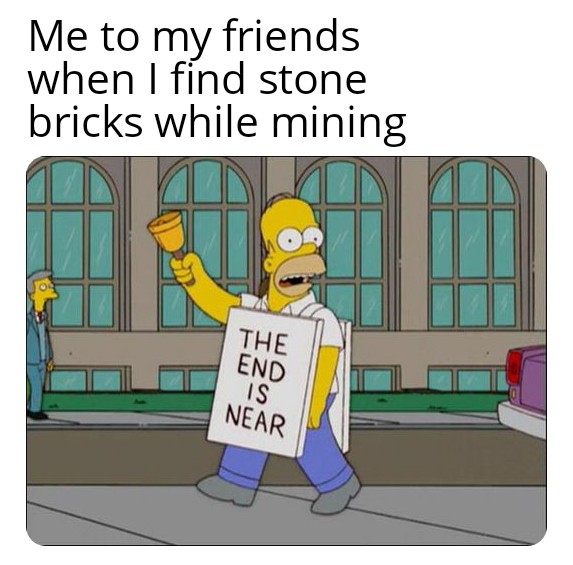 Me to my friends
when I find stone
bricks while mining
THE
END
IS
NEAR